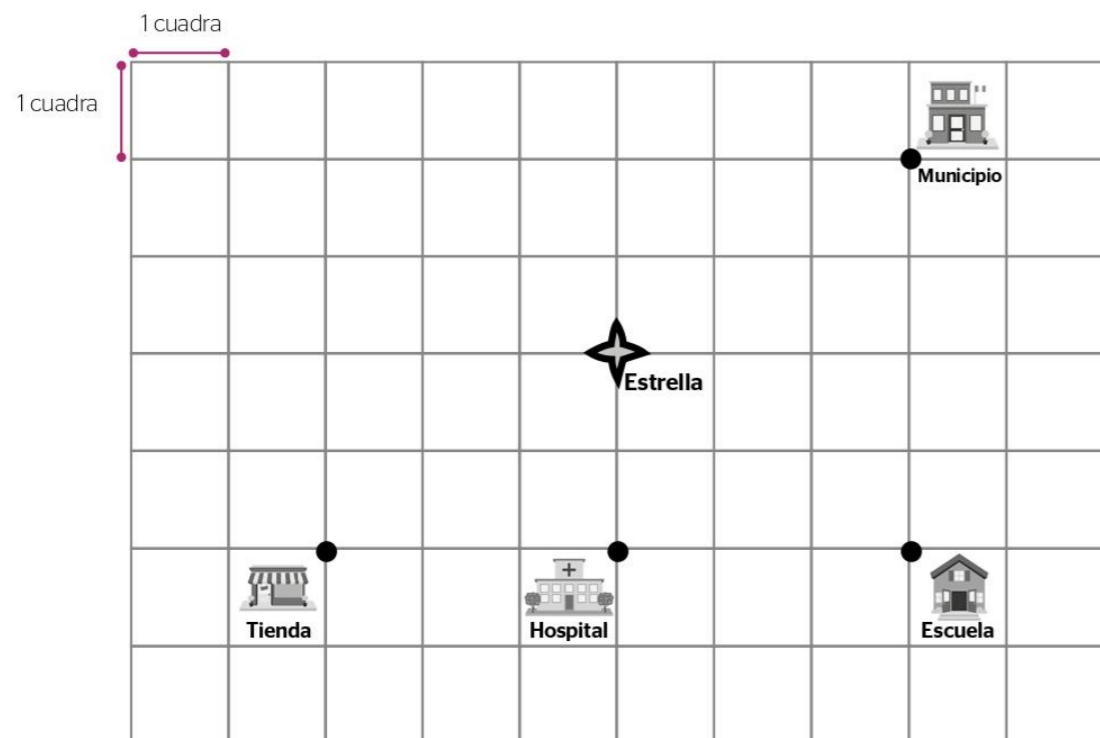 1 cuadra
1 cuadra
Municipio
Estrella
Tienda
Hospital
Escuela